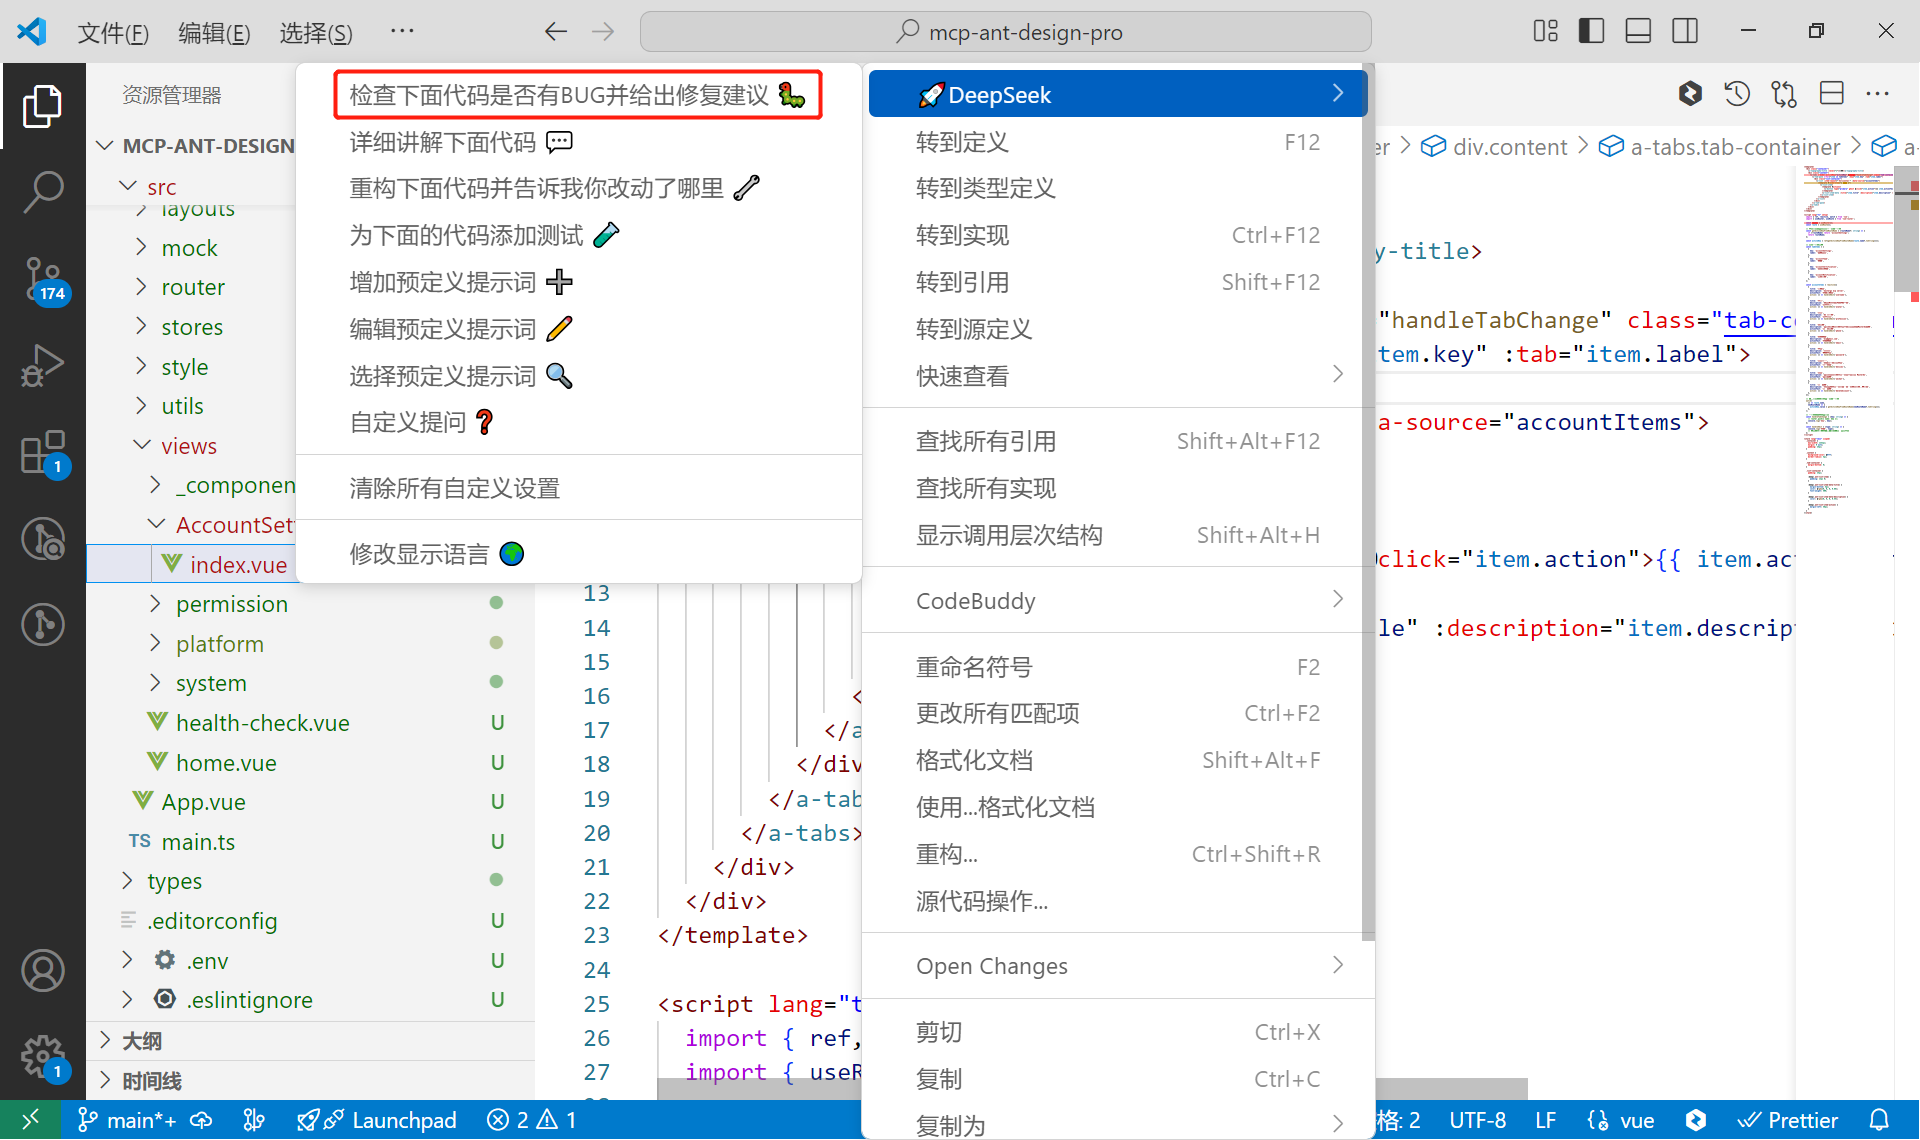 文件(F) 编辑(E) 选择(S) ···
mcp-ant-design-pro
资源管理器
MCP-ANT-DESIGN
src
layouts
mock
router
stores
style
utils
views
_componen
AccountSet
index.vue
permission
platform
system
health-check.vue U
home.vue U
App.vue U
TS main.ts U
types
.editorconfig U
.env U
.eslintignore U
大纲
时间线
174
1
1
检查下面代码是否有BUG并给出修复建议
详细讲解下面代码
重构下面代码并告诉我你改动了哪里
为下面的代码添加测试
增加预定义提示词
编辑预定义提示词
选择预定义提示词
自定义提问
清除所有自定义设置
修改显示语言
DeepSeek
转到定义 F12
转到类型定义
转到实现 Ctrl+F12
转到引用 Shift+F12
转到源定义
快速查看
查找所有引用 Shift+Alt+F12
查找所有实现
显示调用层次结构 Shift+Alt+H
CodeBuddy
重命名符号 F2
更改所有匹配项 Ctrl+F2
格式化文档 Shift+Alt+F
使用...格式化文档
重构... Ctrl+Shift+R
源代码操作...
Open Changes
剪切 Ctrl+X
复制 Ctrl+C
复制为
er > div.content > a-tabs.tab-container > a-
y-title>
"handleTabChange" class="tab-c
tem.key" :tab="item.label">
a-source="accountItems">
click="item.action">{{ item.ac
le" :description="item.descrip
13
14
15
16 <
17 </a
18 </div
19 </a-tab
20 </a-tabs>
21 </div>
22 </div>
23 </template>
24
25 <script lang="t
26 import { ref,
27 import { useR
main*+ Launchpad 2 1 格: 2 UTF-8 LF vue Prettier